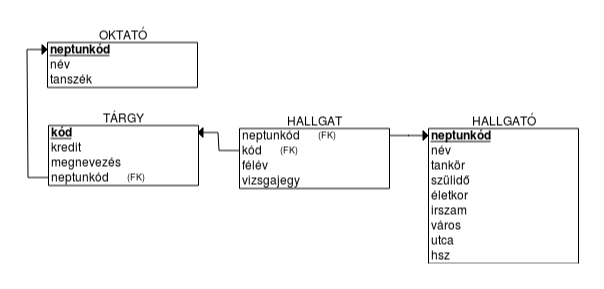 OKTATÓ
neptunkód
név
tanszék
TÁRGY
kód
kredit
megnevezés
neptunkód (FK)
HALLGAT
neptunkód (FK)
kód (FK)
félév
vizsgajegy
HALLGATÓ
neptunkód
név
tankör
szülidő
életkor
irszam
város
utca
hsz